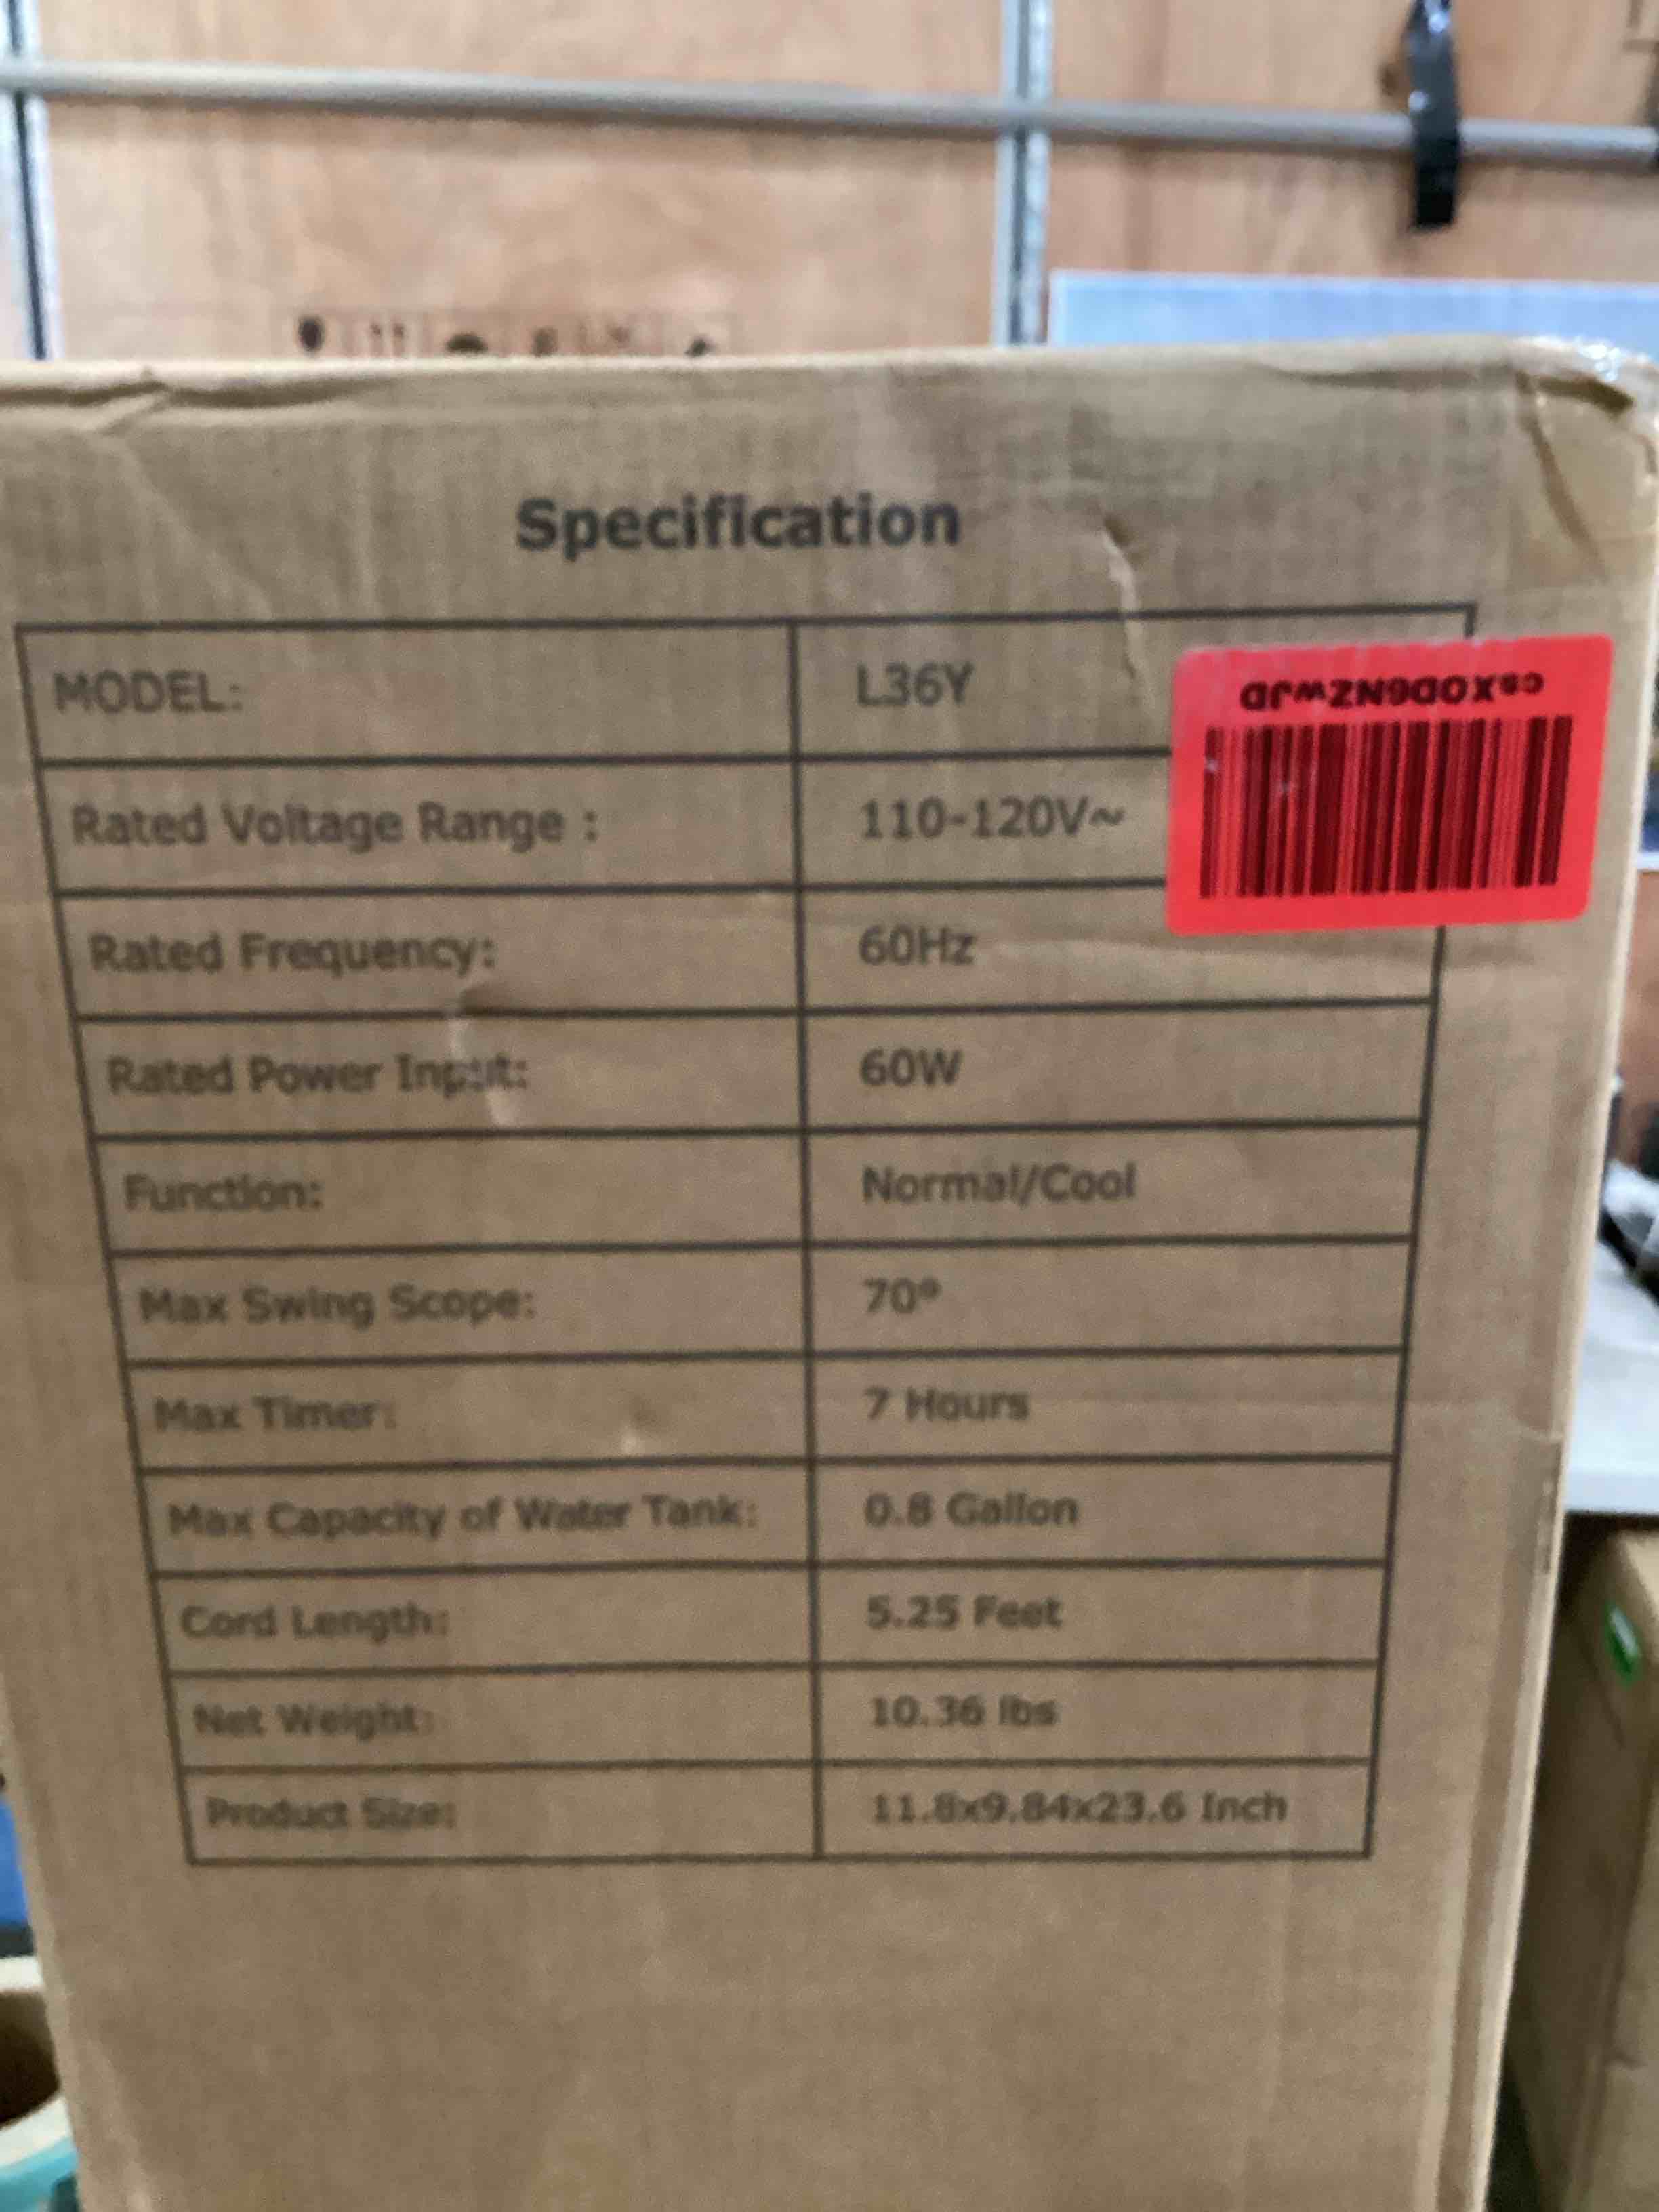 Specification
MODEL: L36Y
Rated Voltage Range : 110-120V~
Rated Frequency: 60Hz
Rated Power Input: 60W
Function: Normal/Cool
Max Swing Scope: 70°
Max Timer: 7 Hours
Max Capacity of Water Tank: 0.8 Gallon
Cord Length: 5.25 Feet
Net Weight: 10.36 lbs
Product Size: 11.8x9.84x23.6 Inch